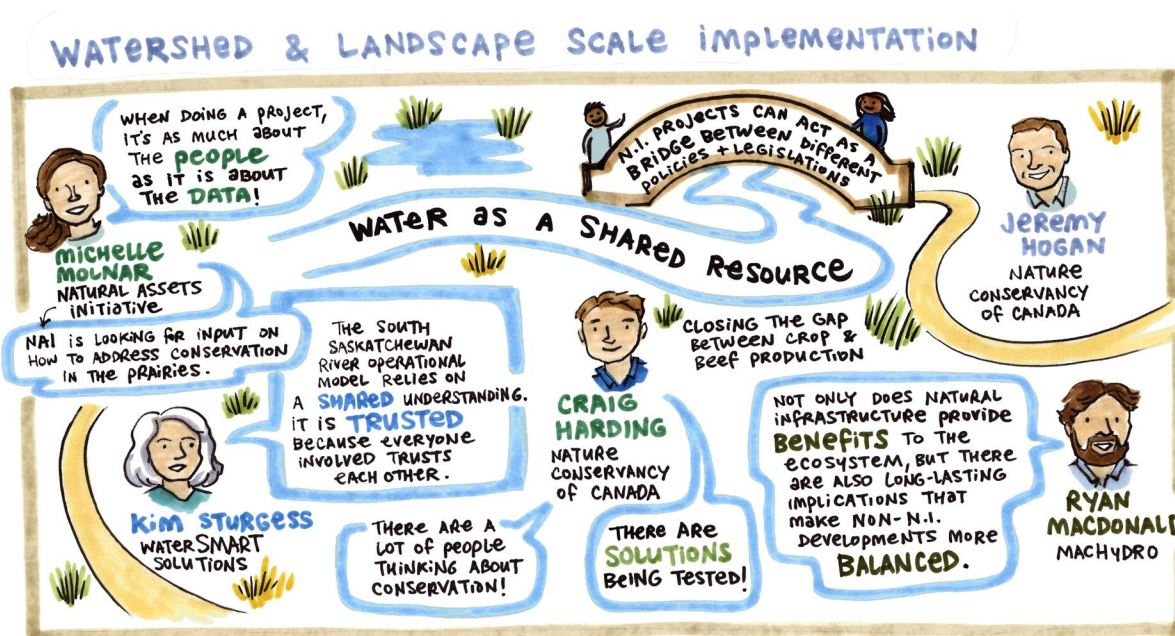 WATERSHED & LANDSCAPE SCALE IMPLEMENTATION
WHEN DOING A PROJECT,
IT'S AS MUCH ABOUT
THE PEOPLE
AS IT IS ABOUT
THE DATA!
MICHELLE
MOLNAR
NATURAL ASSETS
INITIATIVE
NAI IS LOOKING FOR INPUT ON
HOW TO ADDRESS CONSERVATION
IN THE PRAIRIES.
N.I. PROJECTS CAN ACT AS A
BRIDGE BETWEEN DIFFERENT
POLICIES + LEGISLATIONS
WATER AS A SHARED RESOURCE
JEREMY
HOGAN
NATURE
CONSERVANCY
OF CANADA
THE SOUTH
SASKATCHEWAN
RIVER OPERATIONAL
MODEL RELIES ON
A SHARED UNDERSTANDING.
IT IS TRUSTED
BECAUSE EVERYONE
INVOLVED TRUSTS
EACH OTHER.
KIM STURGESS
WATERSMART
SOLUTIONS
CLOSING THE GAP
BETWEEN CROP &
BEEF PRODUCTION
CRAIG
HARDING
NATURE
CONSERVANCY
OF CANADA
THERE ARE A
LOT OF PEOPLE
THINKING ABOUT
CONSERVATION!
THERE ARE
SOLUTIONS
BEING TESTED!
NOT ONLY DOES NATURAL
INFRASTRUCTURE PROVIDE
BENEFITS TO THE
ECOSYSTEM, BUT THERE
ARE ALSO LONG-LASTING
IMPLICATIONS THAT
MAKE NON-N.I.
DEVELOPMENTS MORE
BALANCED.
RYAN
MACDONALD
MACHYDRO